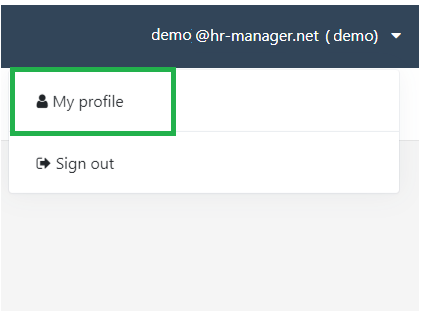 demo @hr-manager.net (demo)
My profile
Sign out